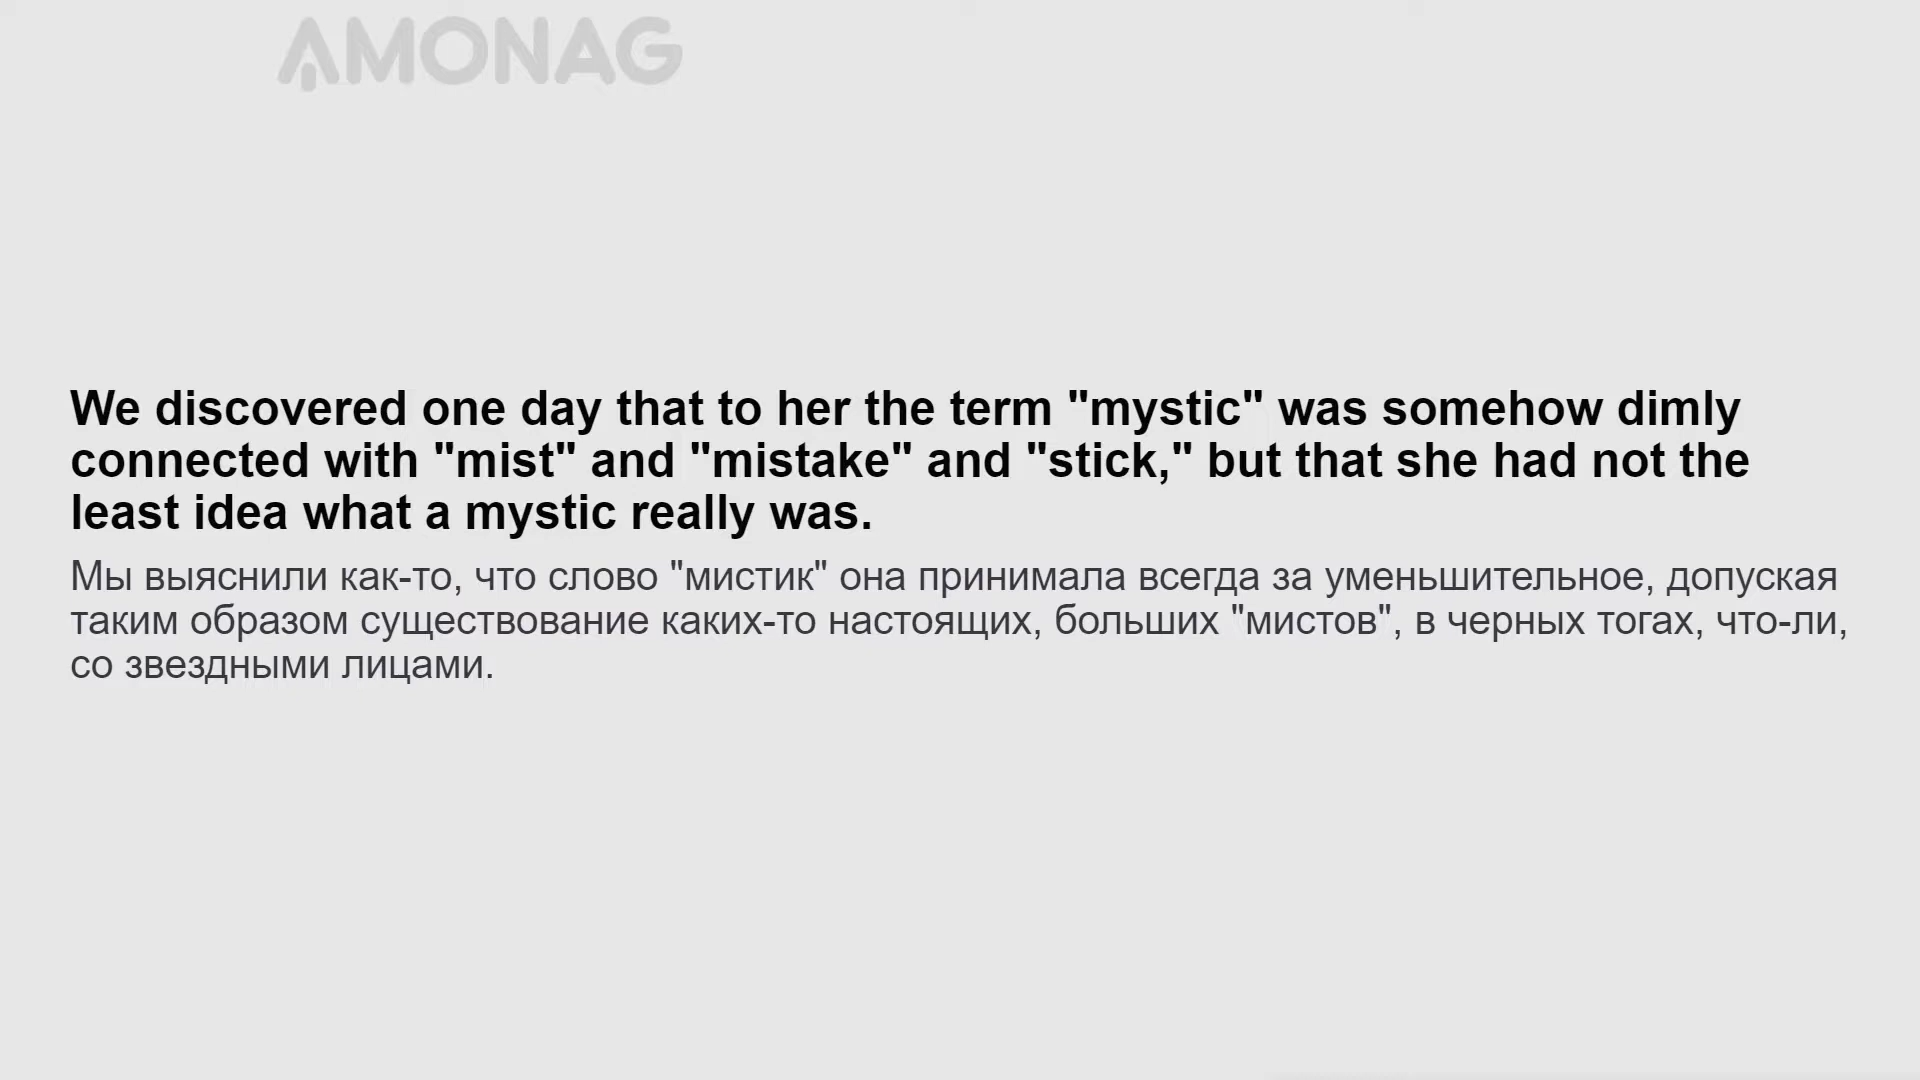 AMONAG
We discovered one day that to her the term "mystic" was somehow dimly
connected with "mist" and "mistake" and "stick," but that she had not the
least idea what a mystic really was.
Мы выяснили как-то, что слово "мистик" она принимала всегда за уменьшительное, допуская
таким образом существование каких-то настоящих, больших "мистов", в черных тогах, что-ли,
со звездными лицами.